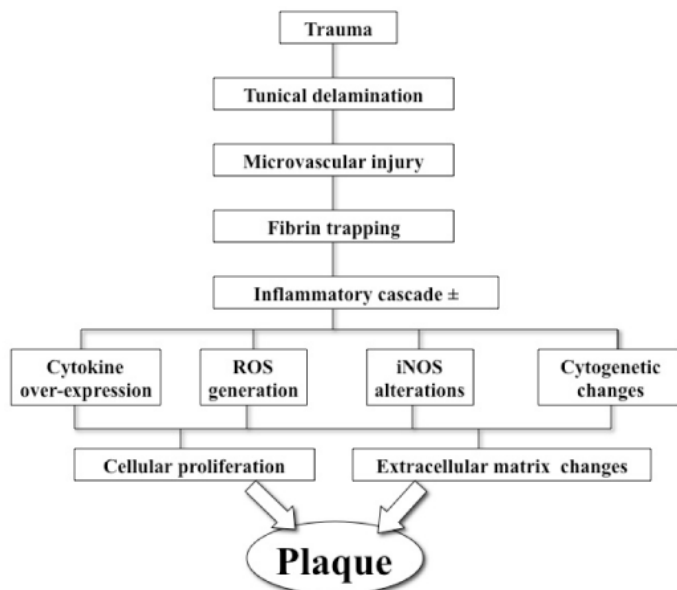 Trauma
Tunical delamination
Microvascular injury
Fibrin trapping
Inflammatory cascade ±
Cytokine
over-expression
ROS
generation
iNOS
alterations
Cytogenetic
changes
Cellular proliferation
Extracellular matrix changes
Plaque